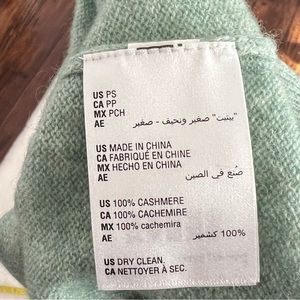 US PS
CA PP
MX PCH
AE "بيتيت" صغير ونحيف - صغير
US MADE IN CHINA
CA FABRIQUÉ EN CHINE
MX HECHO EN CHINA
AE صُنع في الصين
US 100% CASHMERE
CA 100% CACHEMIRE
MX 100% cachemira
AE 100% كشمير
US DRY CLEAN.
CA NETTOYER À SEC.